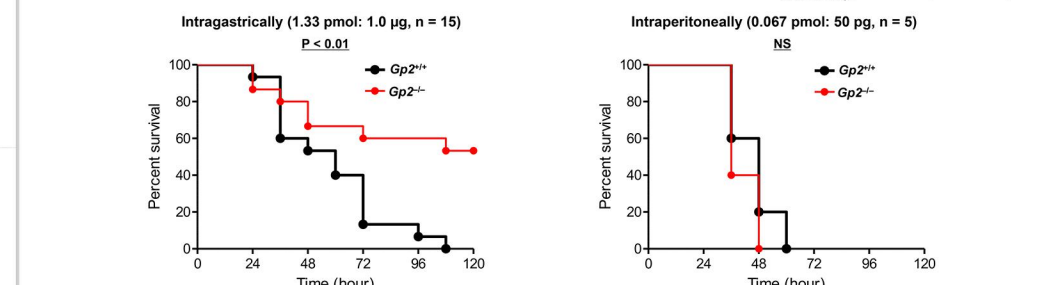 Intragastrically (1.33 pmol: 1.0 μg, n = 15)
P < 0.01
Gp2+/+
Gp2–/–
100
80
60
40
20
0
Percent survival
0 24 48 72 96 120
Time (hour)
Intraperitoneally (0.067 pmol: 50 pg, n = 5)
NS
Gp2+/+
Gp2–/–
100
80
60
40
20
0
Percent survival
0 24 48 72 96 120
Time (hour)